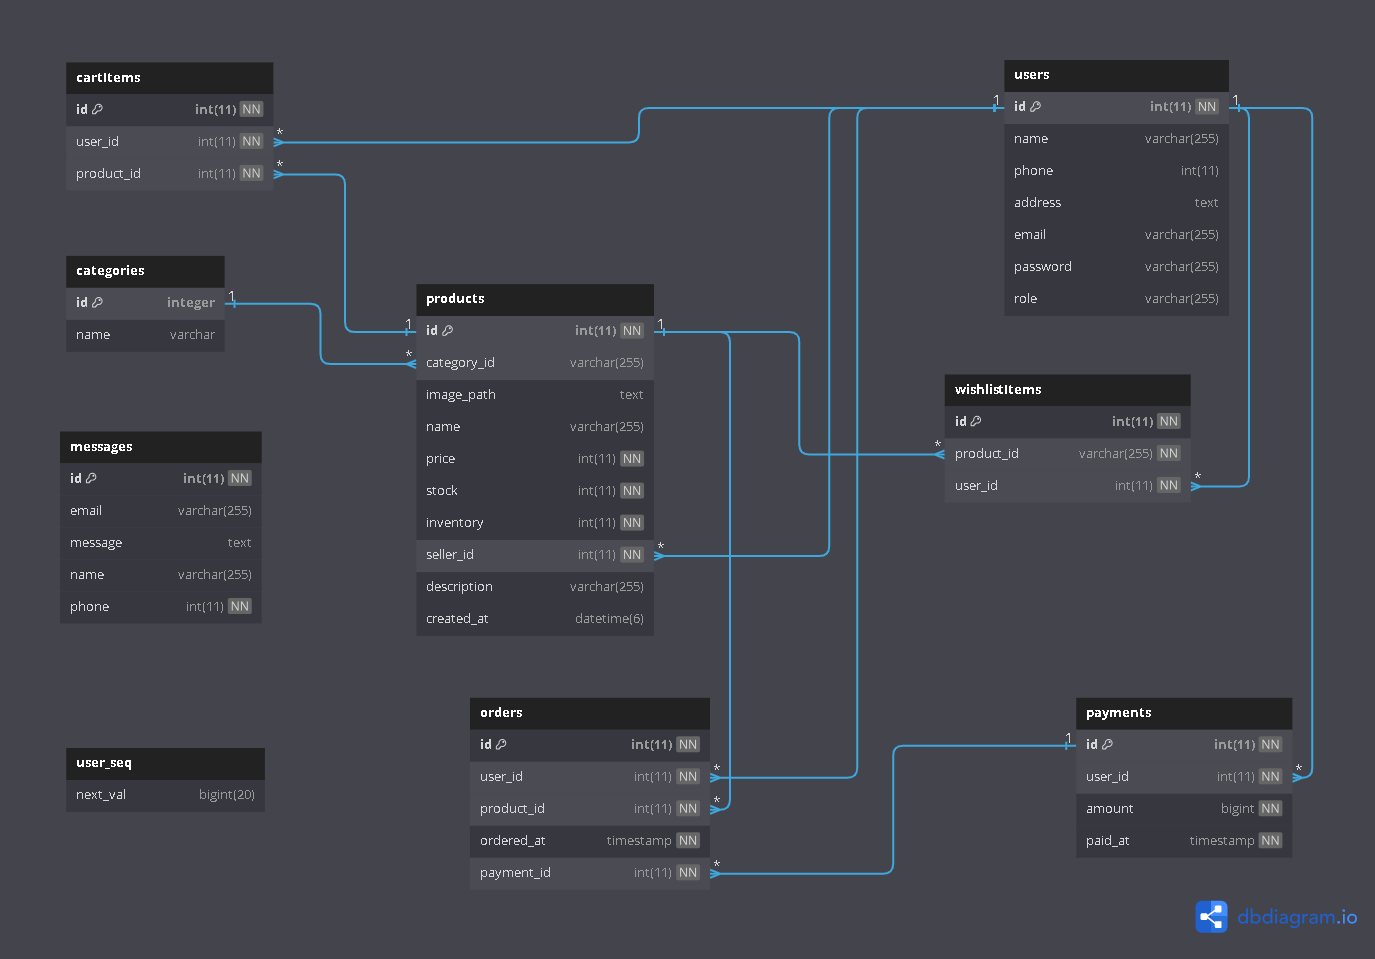 cartItems
id int(11) NN
user_id int(11) NN
product_id int(11) NN
*
*
categories
id integer
name varchar
1
messages
id int(11) NN
email varchar(255)
message text
name varchar(255)
phone int(11) NN
user_seq
next_val bigint(20)
products
1 id int(11) NN 1
* category_id varchar(255)
image_path text
name varchar(255)
price int(11) NN
stock int(11) NN
inventory int(11) NN
seller_id int(11) NN *
description varchar(255)
created_at datetime(6)
orders
id int(11) NN
user_id int(11) NN *
product_id int(11) NN *
ordered_at timestamp NN
payment_id int(11) NN *
users
1 id int(11) NN 1
name varchar(255)
phone int(11)
address text
email varchar(255)
password varchar(255)
role varchar(255)
wishlistItems
id int(11) NN
* product_id varchar(255) NN
user_id int(11) NN *
payments
1 id int(11) NN
user_id int(11) NN *
amount bigint NN
paid_at timestamp NN
dbdiagram.io